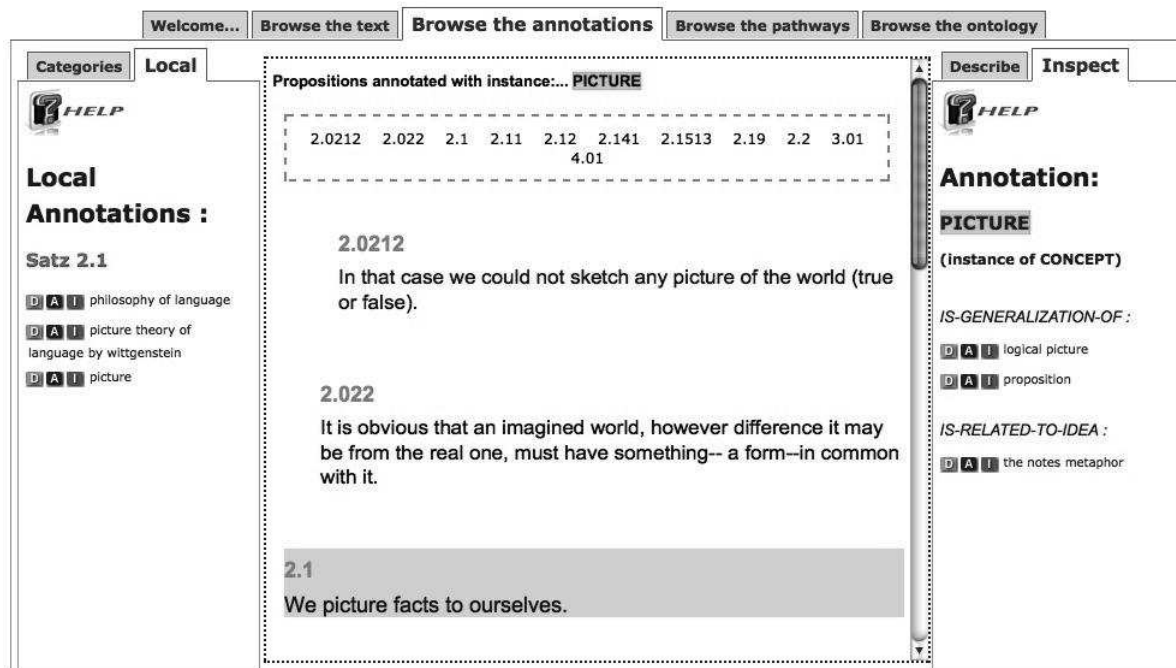 Welcome... Browse the text Browse the annotations Browse the pathways Browse the ontology
Categories Local
HELP
Local
Annotations :
Satz 2.1
D A I philosophy of language
D A I picture theory of
language by wittgenstein
D A I picture
Propositions annotated with instance:... PICTURE
2.0212 2.022 2.1 2.11 2.12 2.141 2.1513 2.19 2.2 3.01
4.01
2.0212
In that case we could not sketch any picture of the world (true
or false).
2.022
It is obvious that an imagined world, however difference it may
be from the real one, must have something-- a form--in common
with it.
2.1
We picture facts to ourselves.
Describe Inspect
HELP
Annotation:
PICTURE
(instance of CONCEPT)
IS-GENERALIZATION-OF :
D A I logical picture
D A I proposition
IS-RELATED-TO-IDEA :
D A I the notes metaphor